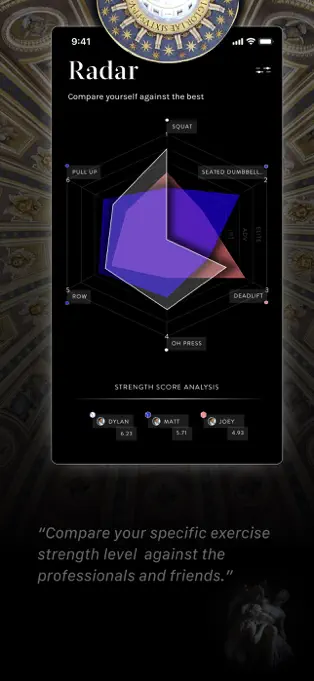 9:41
Radar
Compare yourself against the best
SQUAT
1
PULL UP
6
SEATED DUMBBELL...
2
ELITE
ADV
INT
5
ROW
3
DEADLIFT
4
OH PRESS
STRENGTH SCORE ANALYSIS
DYLAN
6.23
MATT
5.71
JOEY
4.93
“Compare your specific exercise
strength level against the
professionals and friends.”